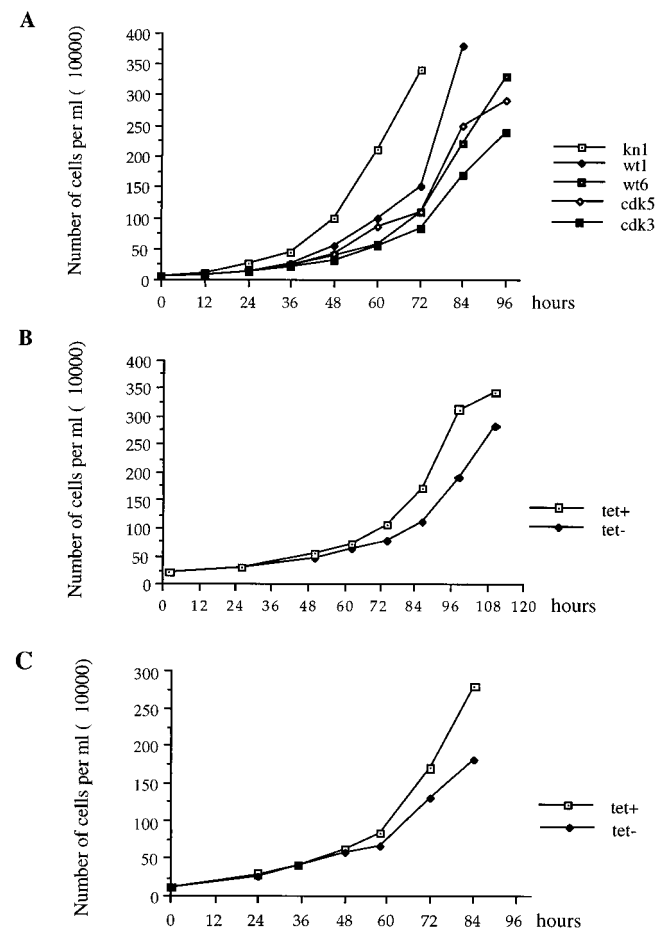 A
Number of cells per ml ( 10000)
400
350
300
250
200
150
100
50
0
0 12 24 36 48 60 72 84 96 hours
kn1
wt1
wt6
cdk5
cdk3
B
Number of cells per ml ( 10000)
400
350
300
250
200
150
100
50
0
0 12 24 36 48 60 72 84 96 108 120 hours
tet+
tet-
C
Number of cells per ml ( 10000)
300
250
200
150
100
50
0
0 12 24 36 48 60 72 84 96 hours
tet+
tet-